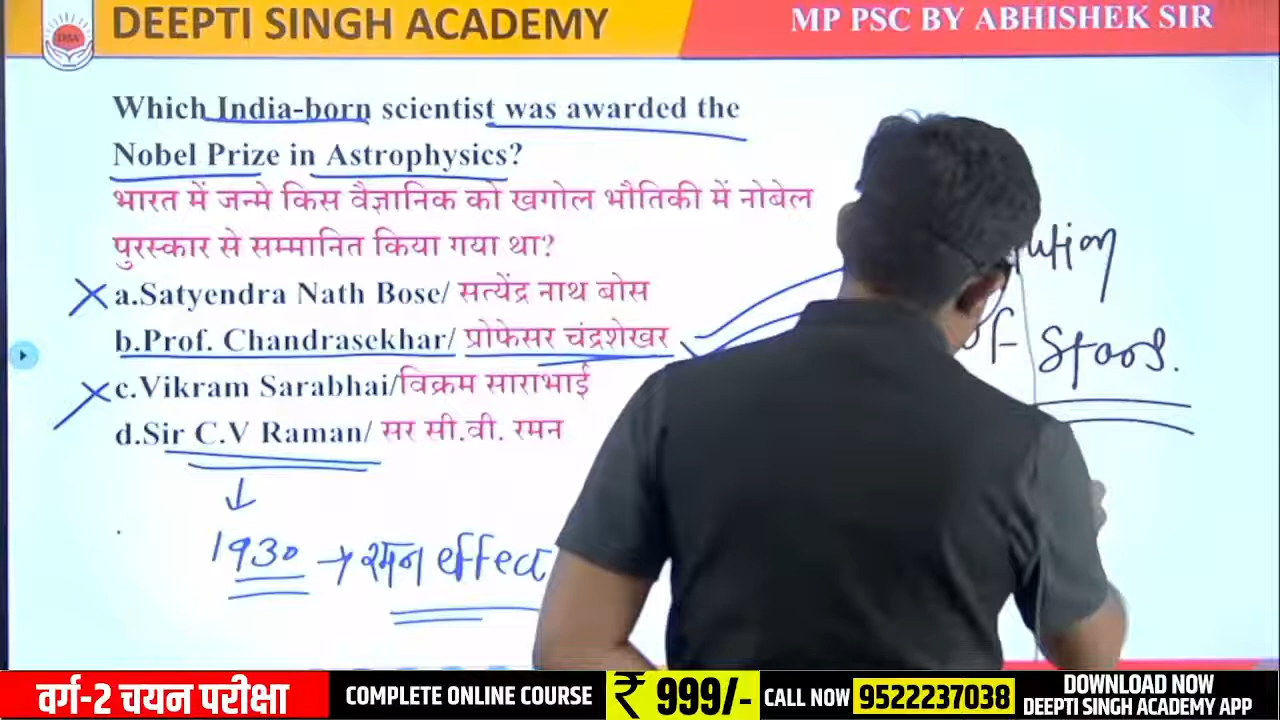 DEEPTI SINGH ACADEMY
MP PSC BY ABHISHEK SIR
DSA
Which India-born scientist was awarded the
Nobel Prize in Astrophysics?
भारत में जन्मे किस वैज्ञानिक को खगोल भौतिकी में नोबेल
पुरस्कार से सम्मानित किया गया था?
a.Satyendra Nath Bose/ सत्येंद्र नाथ बोस
b.Prof. Chandrasekhar/ प्रोफेसर चंद्रशेखर
c.Vikram Sarabhai/विक्रम साराभाई
d.Sir C.V Raman/ सर सी.वी. रमन
1930 → रमन effect
of Stars.
वर्ग-2 चयन परीक्षा
COMPLETE ONLINE COURSE
₹ 999/-
CALL NOW 9522237038
DOWNLOAD NOW
DEEPTI SINGH ACADEMY APP